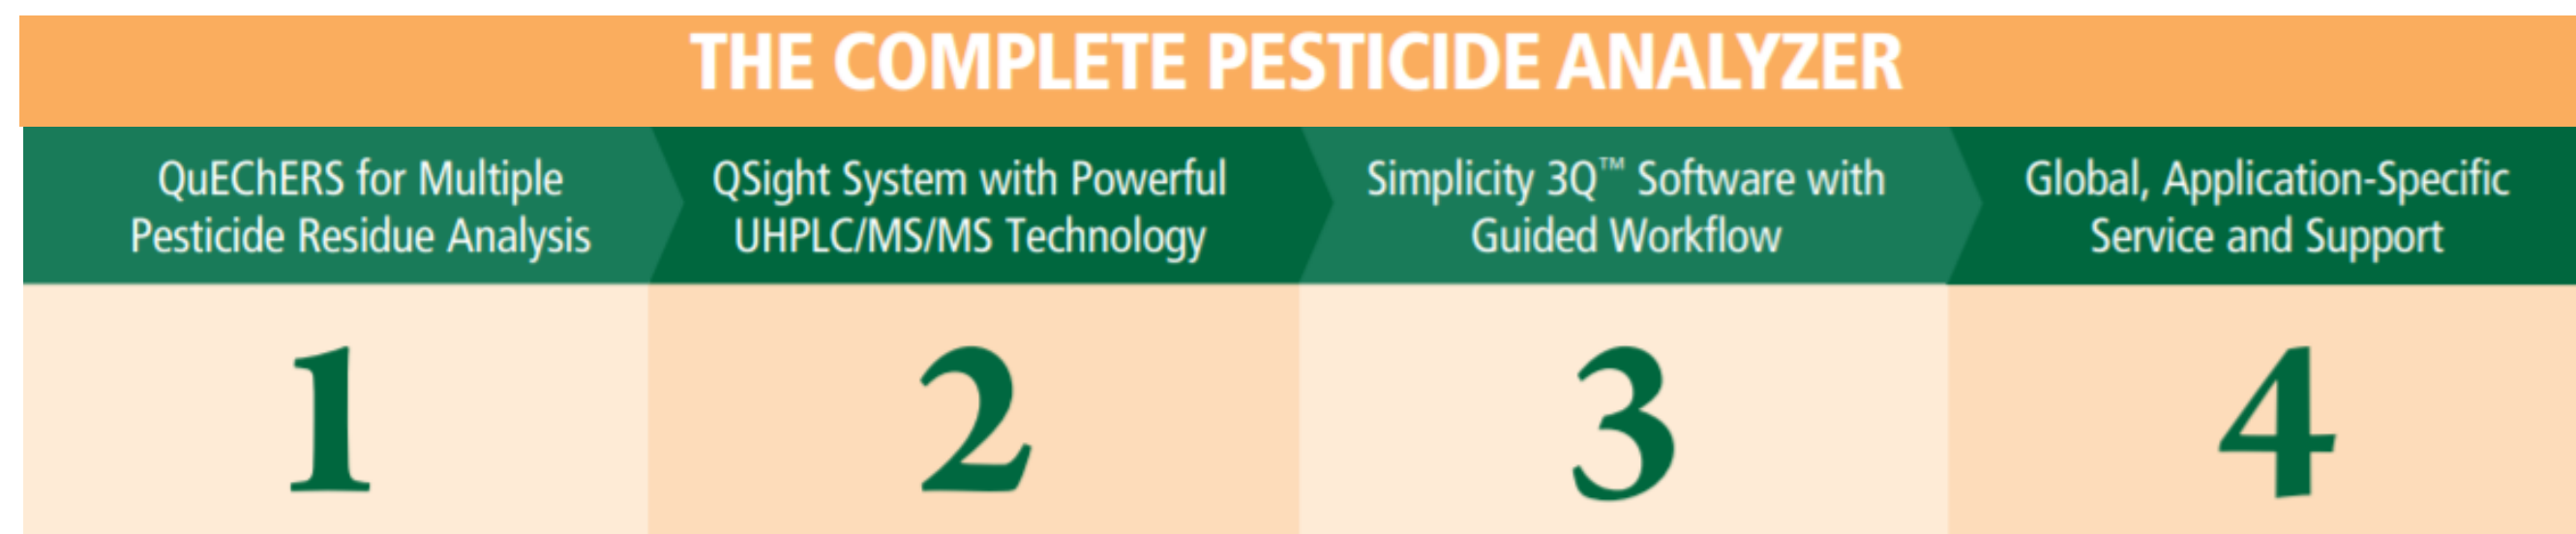 THE COMPLETE PESTICIDE ANALYZER
QuEChERS for Multiple
Pesticide Residue Analysis
QSight System with Powerful
UHPLC/MS/MS Technology
Simplicity 3Q™ Software with
Guided Workflow
Global, Application-Specific
Service and Support
1
2
3
4